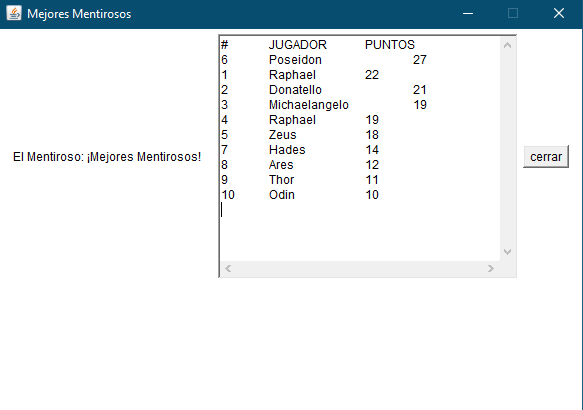 Mejores Mentirosos
El Mentiroso: ¡Mejores Mentirosos!
# JUGADOR PUNTOS
6 Poseidon 27
1 Raphael 22
2 Donatello 21
3 Michaelangelo 19
4 Raphael 19
5 Zeus 18
7 Hades 14
8 Ares 12
9 Thor 11
10 Odin 10
cerrar